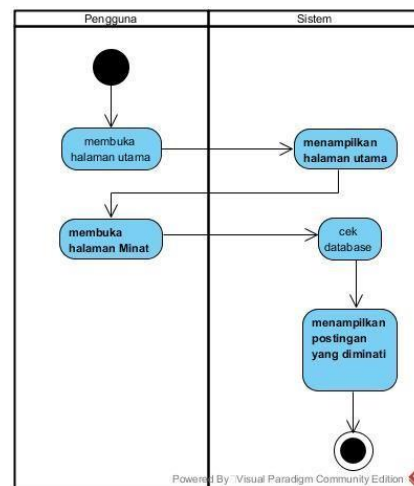 Pengguna
Sistem
membuka
halaman utama
menampilkan
halaman utama
membuka
halaman Minat
cek
database
menampilkan
postingan
yang diminati
Powered By Visual Paradigm Community Edition